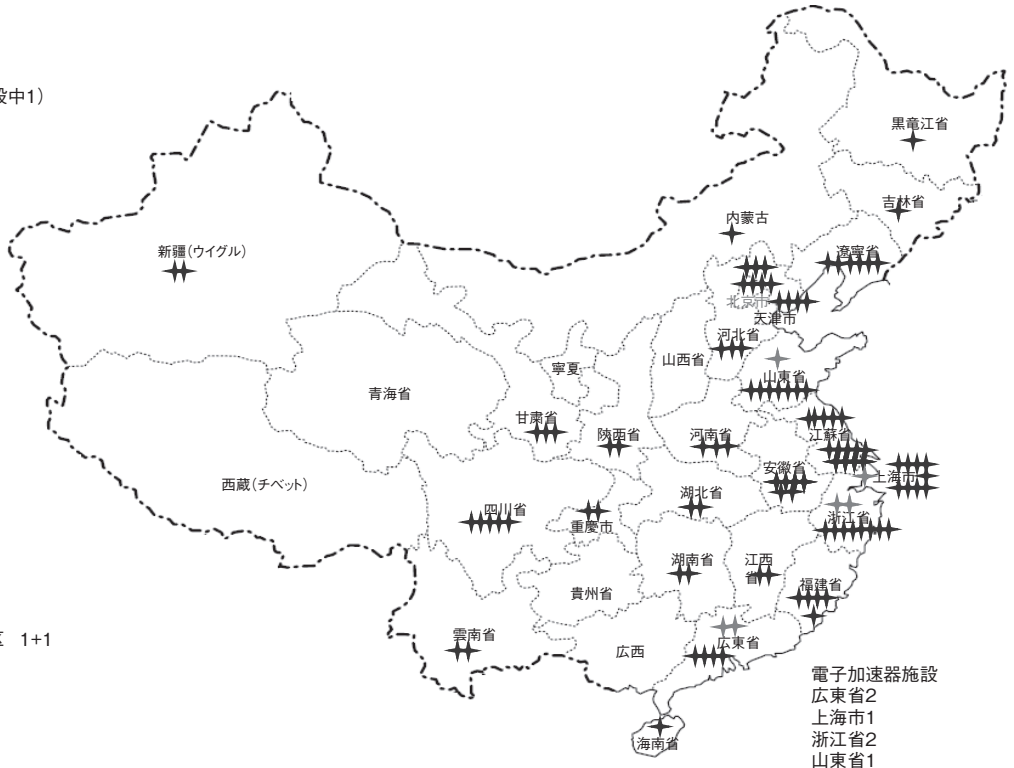 設中1）
黒竜江省
吉林省
内蒙古
遼寧省
新疆（ウイグル）
北京市
天津市
河北省
山西省
寧夏
山東省
青海省
甘粛省
陝西省
河南省
江蘇省
安徽省
上海市
西蔵（チベット）
四川省
重慶市
湖北省
浙江省
湖南省
江西
省
福建省
貴州省
1+1
雲南省
広西
広東省
電子加速器施設
広東省2
上海市1
浙江省2
山東省1
海南省